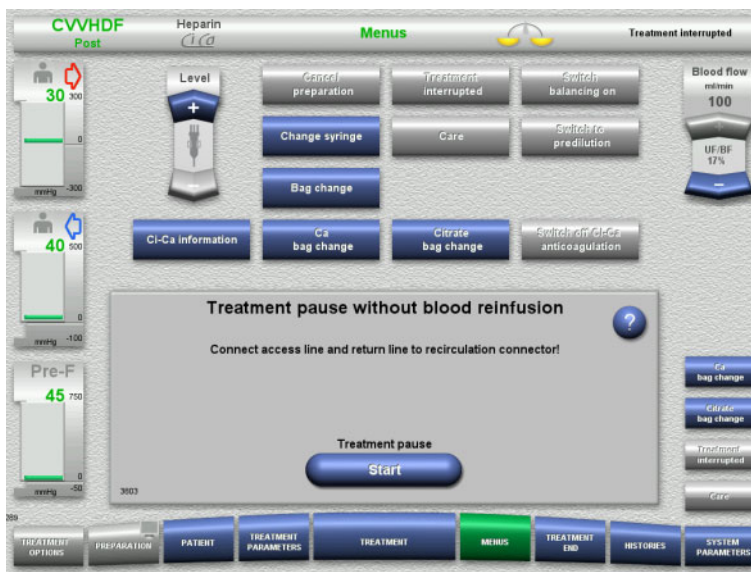 CVVHDF
Post
Heparin
Ci Ca
Menus
Treatment interrupted
30
300
0
mmHg -300
40
500
0
mmHg -100
Pre-F
45
750
0
mmHg -50
Level
+
−
Cancel
preparation
Treatment
interrupted
Switch
balancing on
Change syringe
Care
Switch to
predilution
Bag change
Ci-Ca information
Ca
bag change
Citrate
bag change
Switch off Ci-Ca
anticoagulation
Blood flow
ml/min
100
+
UF/BF
17%
−
Treatment pause without blood reinfusion
?
Connect access line and return line to recirculation connector!
Treatment pause
Start
3603
Ca
bag change
Citrate
bag change
Treatment
interrupted
Care
TREATMENT
OPTIONS
PREPARATION
PATIENT
TREATMENT
PARAMETERS
TREATMENT
MENUS
TREATMENT
END
HISTORIES
SYSTEM
PARAMETERS